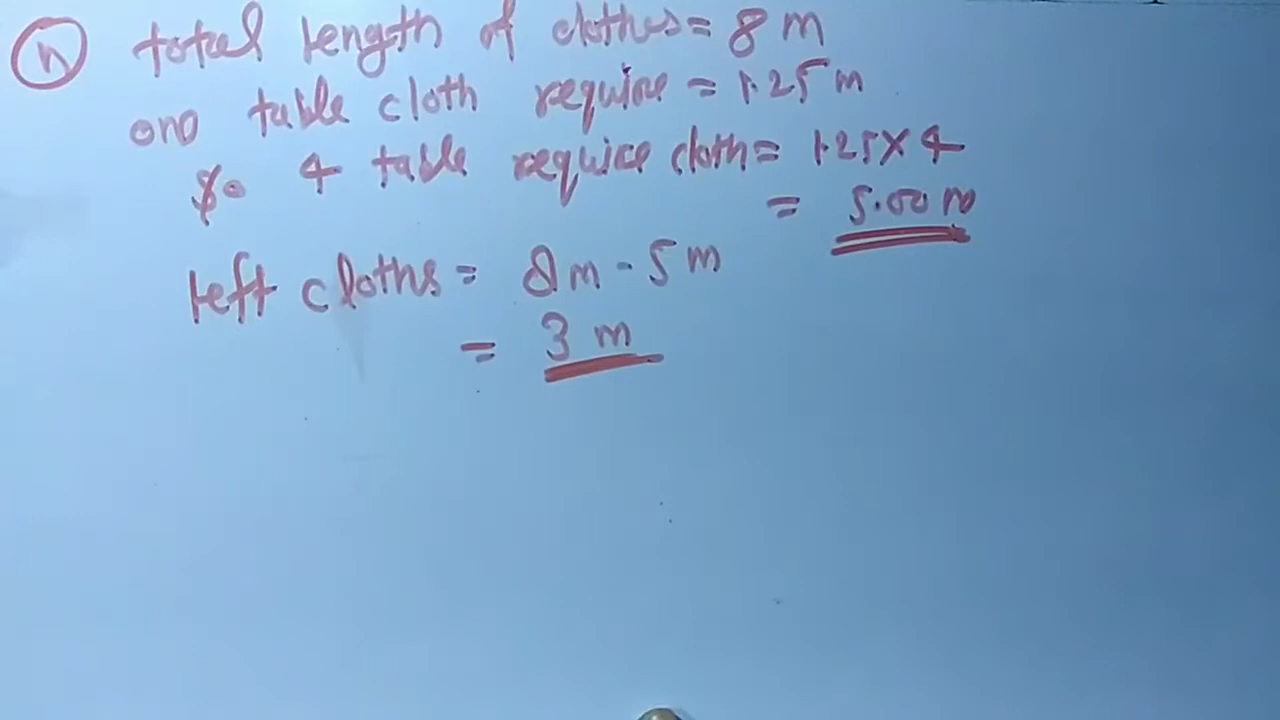 (h) total length of clothes = 8 m
one table cloth require = 1.25 m
So 4 table require cloth = 1.25 × 4
= 5.00 m
left cloths = 8 m - 5 m
= 3 m